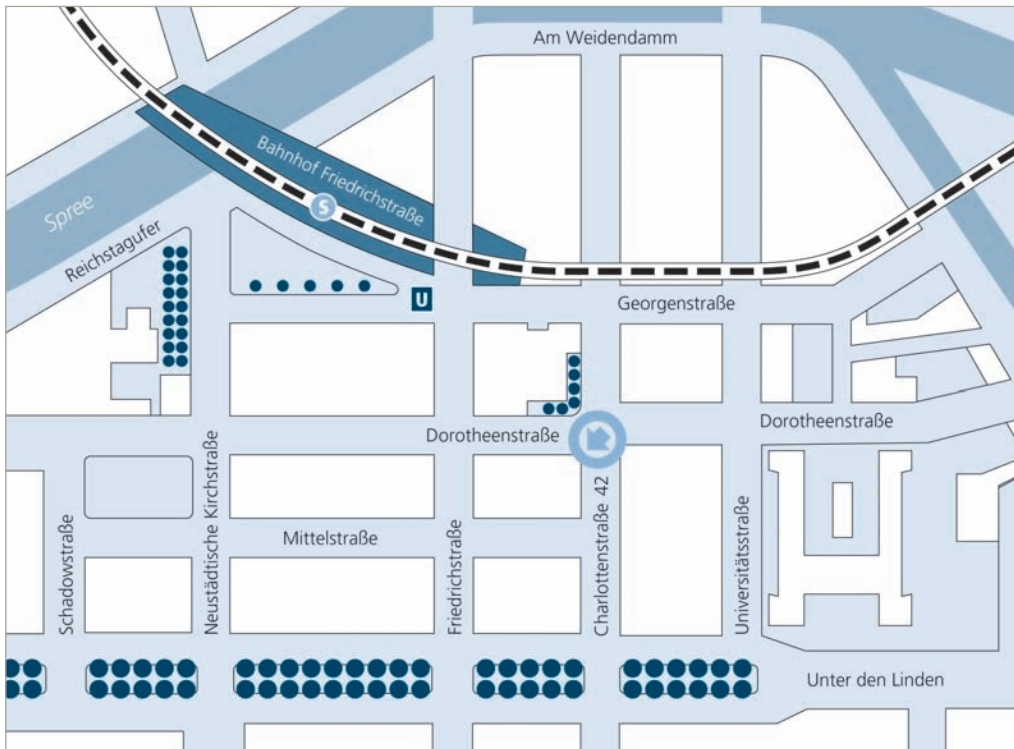 Am Weidendamm
Bahnhof Friedrichstraße
S
Spree
Reichstagufer
U
Georgenstraße
Dorotheenstraße
Dorotheenstraße
Schadowstraße
Neustädtische Kirchstraße
Mittelstraße
Friedrichstraße
Charlottenstraße 42
Universitätsstraße
Unter den Linden